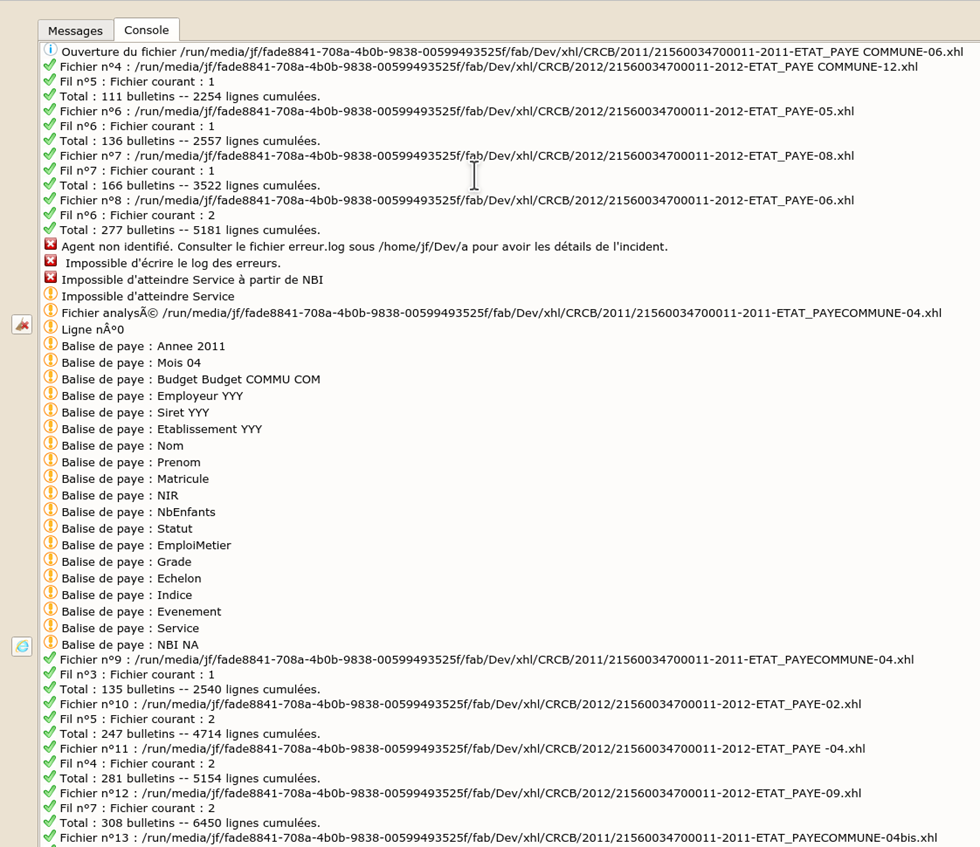 Messages
Console
Ouverture du fichier /run/media/jf/fade8841-708a-4b0b-9838-00599493525f/fab/Dev/xhl/CRCB/2011/21560034700011-2011-ETAT_PAYE COMMUNE-06.xhl
Fichier n°4 : /run/media/jf/fade8841-708a-4b0b-9838-00599493525f/fab/Dev/xhl/CRCB/2012/21560034700011-2012-ETAT_PAYE COMMUNE-12.xhl
Fil n°5 : Fichier courant : 1
Total : 111 bulletins -- 2254 lignes cumulées.
Fichier n°6 : /run/media/jf/fade8841-708a-4b0b-9838-00599493525f/fab/Dev/xhl/CRCB/2012/21560034700011-2012-ETAT_PAYE-05.xhl
Fil n°6 : Fichier courant : 1
Total : 136 bulletins -- 2557 lignes cumulées.
Fichier n°7 : /run/media/jf/fade8841-708a-4b0b-9838-00599493525f/fab/Dev/xhl/CRCB/2012/21560034700011-2012-ETAT_PAYE-08.xhl
Fil n°7 : Fichier courant : 1
Total : 166 bulletins -- 3522 lignes cumulées.
Fichier n°8 : /run/media/jf/fade8841-708a-4b0b-9838-00599493525f/fab/Dev/xhl/CRCB/2012/21560034700011-2012-ETAT_PAYE-06.xhl
Fil n°6 : Fichier courant : 2
Total : 277 bulletins -- 5181 lignes cumulées.
Agent non identifié. Consulter le fichier erreur.log sous /home/jf/Dev/a pour avoir les détails de l'incident.
Impossible d'écrire le log des erreurs.
Impossible d'atteindre Service à partir de NBI
Impossible d'atteindre Service
Fichier analysÃ© /run/media/jf/fade8841-708a-4b0b-9838-00599493525f/fab/Dev/xhl/CRCB/2011/21560034700011-2011-ETAT_PAYECOMMUNE-04.xhl
Ligne nÂ°0
Balise de paye : Annee 2011
Balise de paye : Mois 04
Balise de paye : Budget Budget COMMU COM
Balise de paye : Employeur YYY
Balise de paye : Siret YYY
Balise de paye : Etablissement YYY
Balise de paye : Nom
Balise de paye : Prenom
Balise de paye : Matricule
Balise de paye : NIR
Balise de paye : NbEnfants
Balise de paye : Statut
Balise de paye : EmploiMetier
Balise de paye : Grade
Balise de paye : Echelon
Balise de paye : Indice
Balise de paye : Evenement
Balise de paye : Service
Balise de paye : NBI NA
Fichier n°9 : /run/media/jf/fade8841-708a-4b0b-9838-00599493525f/fab/Dev/xhl/CRCB/2011/21560034700011-2011-ETAT_PAYECOMMUNE-04.xhl
Fil n°3 : Fichier courant : 1
Total : 135 bulletins -- 2540 lignes cumulées.
Fichier n°10 : /run/media/jf/fade8841-708a-4b0b-9838-00599493525f/fab/Dev/xhl/CRCB/2012/21560034700011-2012-ETAT_PAYE-02.xhl
Fil n°5 : Fichier courant : 2
Total : 247 bulletins -- 4714 lignes cumulées.
Fichier n°11 : /run/media/jf/fade8841-708a-4b0b-9838-00599493525f/fab/Dev/xhl/CRCB/2012/21560034700011-2012-ETAT_PAYE -04.xhl
Fil n°4 : Fichier courant : 2
Total : 281 bulletins -- 5154 lignes cumulées.
Fichier n°12 : /run/media/jf/fade8841-708a-4b0b-9838-00599493525f/fab/Dev/xhl/CRCB/2012/21560034700011-2012-ETAT_PAYE-09.xhl
Fil n°7 : Fichier courant : 2
Total : 308 bulletins -- 6450 lignes cumulées.
Fichier n°13 : /run/media/jf/fade8841-708a-4b0b-9838-00599493525f/fab/Dev/xhl/CRCB/2011/21560034700011-2011-ETAT_PAYECOMMUNE-04bis.xhl